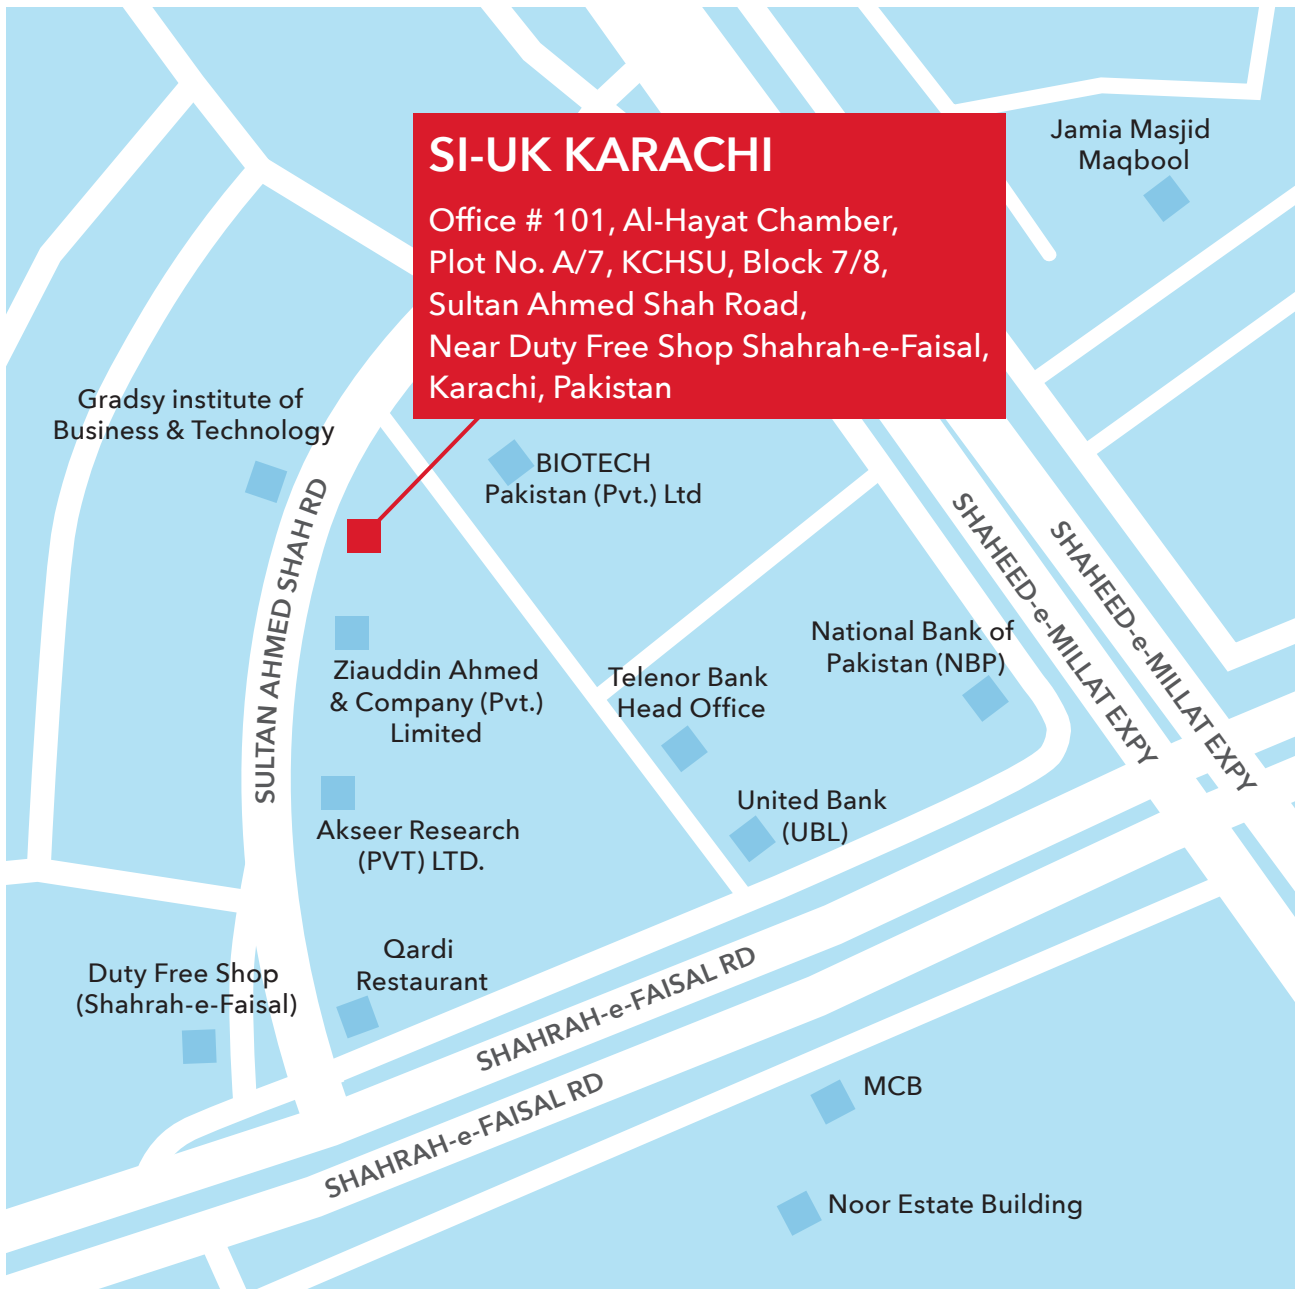 SI-UK KARACHI
Office # 101, Al-Hayat Chamber,
Plot No. A/7, KCHSU, Block 7/8,
Sultan Ahmed Shah Road,
Near Duty Free Shop Shahrah-e-Faisal,
Karachi, Pakistan
Jamia Masjid
Maqbool
Gradsy institute of
Business & Technology
BIOTECH
Pakistan (Pvt.) Ltd
SULTAN AHMED SHAH RD
SHAHEED-e-MILLAT EXPY
SHAHEED-e-MILLAT EXPY
National Bank of
Pakistan (NBP)
Ziauddin Ahmed
& Company (Pvt.)
Limited
Telenor Bank
Head Office
United Bank
(UBL)
Akseer Research
(PVT) LTD.
Qardi
Restaurant
Duty Free Shop
(Shahrah-e-Faisal)
SHAHRAH-e-FAISAL RD
SHAHRAH-e-FAISAL RD
MCB
Noor Estate Building